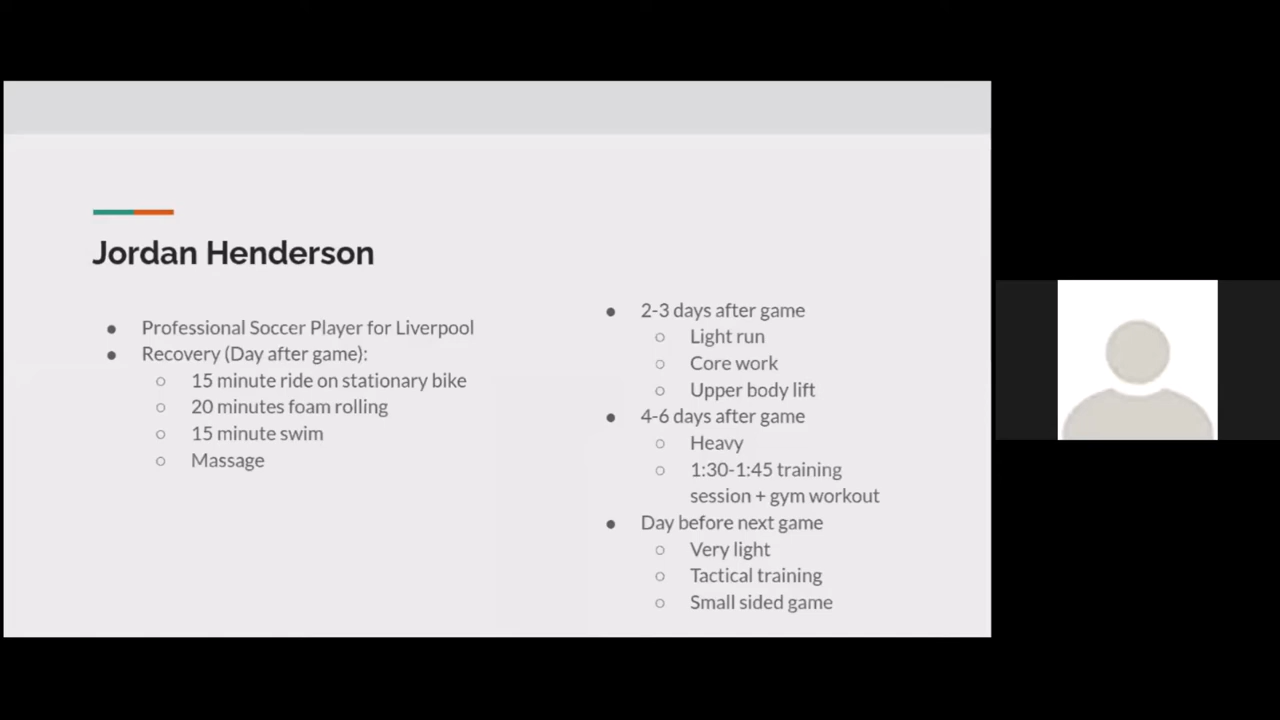 Jordan Henderson
● Professional Soccer Player for Liverpool
● Recovery (Day after game):
○ 15 minute ride on stationary bike
○ 20 minutes foam rolling
○ 15 minute swim
○ Massage
● 2-3 days after game
○ Light run
○ Core work
○ Upper body lift
● 4-6 days after game
○ Heavy
○ 1:30-1:45 training
session + gym workout
● Day before next game
○ Very light
○ Tactical training
○ Small sided game